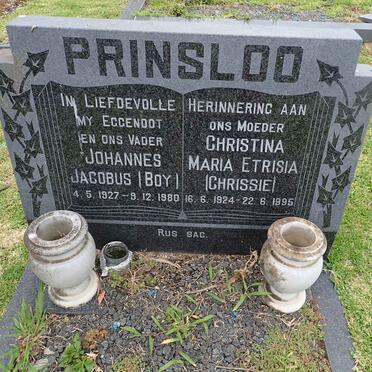 PRINSLOO
IN LIEFDEVOLLE
MY EGGENOOT
EN ONS VADER
JOHANNES
JACOBUS (BOY)
4.5.1927-9.12.1980
HERINNERING AAN
ONS MOEDER
CHRISTINA
MARIA ETRISIA
(CHRISSIE)
16.6.1924-22.6.1995
RUS SAG.